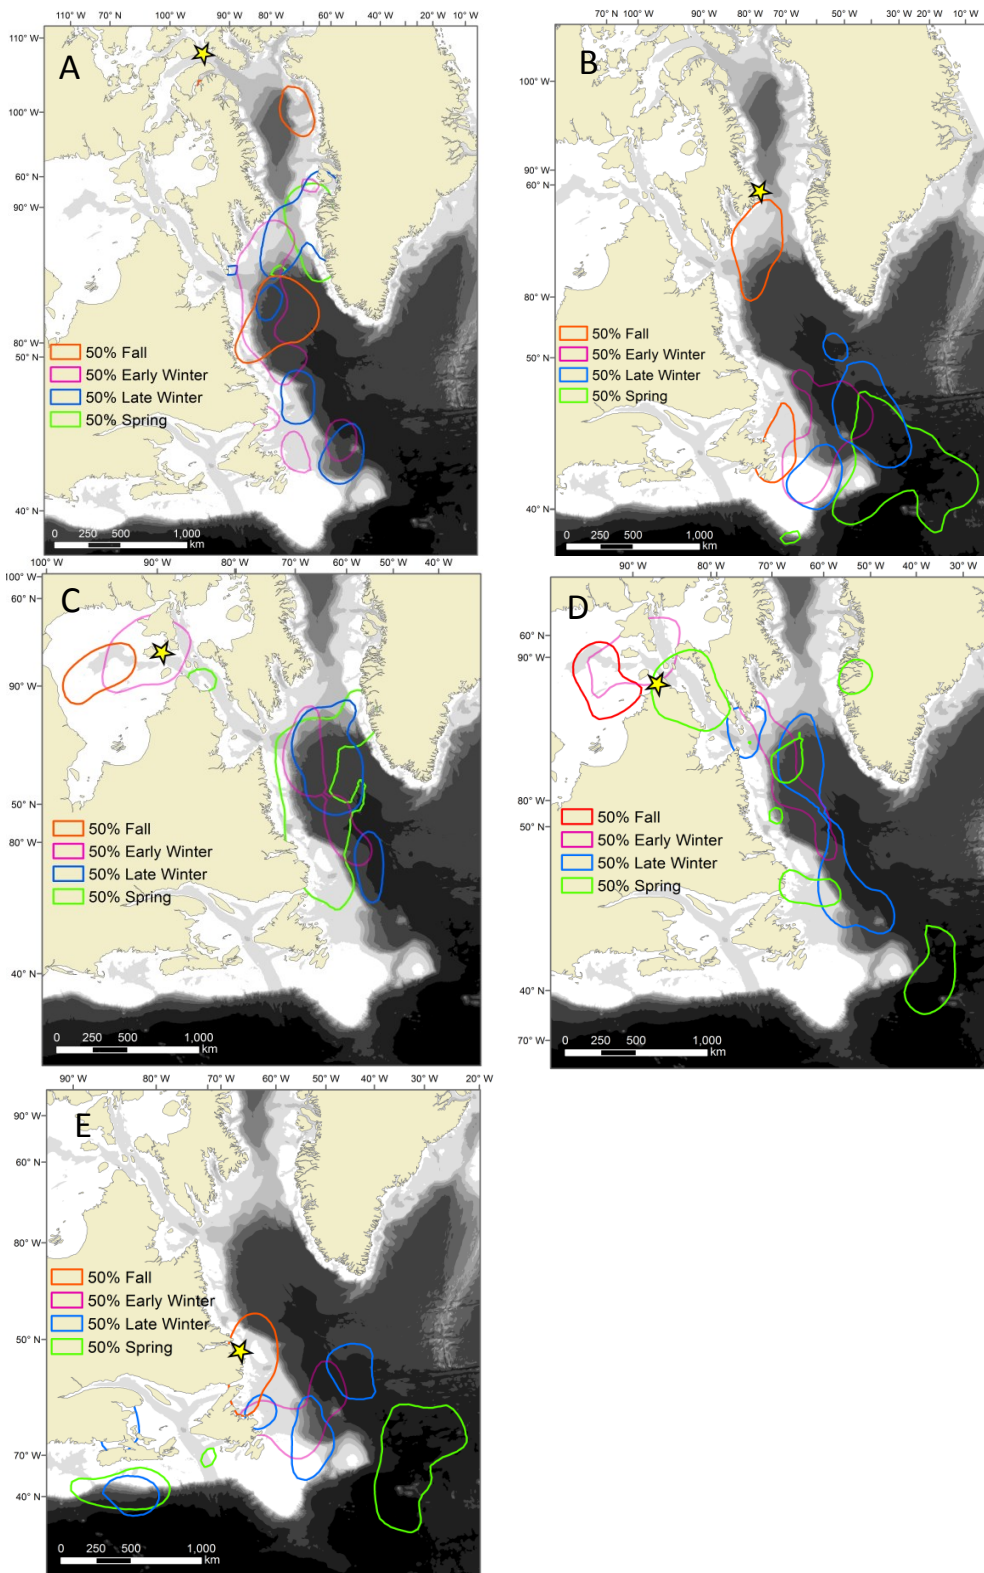 110° W 100° W 90° W 80° W 70° W 60° W 50° W 40° W 30° W 20° W 10° W 0°
110° W
A
100° W
60° N
90° W
80° W
50° N
50% Fall
50% Early Winter
50% Late Winter
50% Spring
40° N
0 250 500 1,000
km
70° W 100° W 90° W 80° W 70° W 60° W 50° W 40° W 30° W 20° W 10° W 0°
B
100° W
90° W
60° N
80° W
50° N
50% Fall
50% Early Winter
50% Late Winter
50% Spring
40° N
0 250 500 1,000
km
100° W 90° W 80° W 70° W 60° W 50° W 40° W 30° W
100° W
60° N
C
90° W
50° N
80° W
50% Fall
50% Early Winter
50% Late Winter
50% Spring
40° N
0 250 500 1,000
km
90° W 80° W 70° W 60° W 50° W 40° W 30° W
D
60° N
90° W
80° W
50° N
50% Fall
50% Early Winter
50% Late Winter
50% Spring
40° N
70° W
0 250 500 1,000
km
90° W 80° W 70° W 60° W 50° W 40° W 30° W 20° W
90° W
E
60° N
80° W
50% Fall
50% Early Winter
50% Late Winter
50% Spring
50° N
70° W
40° N
0 250 500 1,000
km